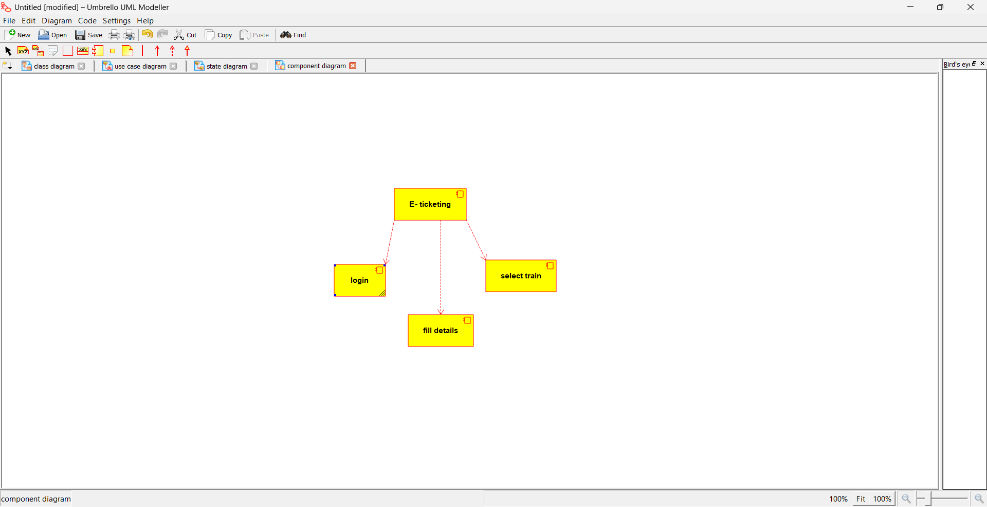 Untitled [modified] – Umbrello UML Modeller
File Edit Diagram Code Settings Help
New Open Save Cut Copy Paste Find
class diagram use case diagram state diagram component diagram
Bird's ey
E- ticketing
login
select train
fill details
component diagram
100% Fit 100%